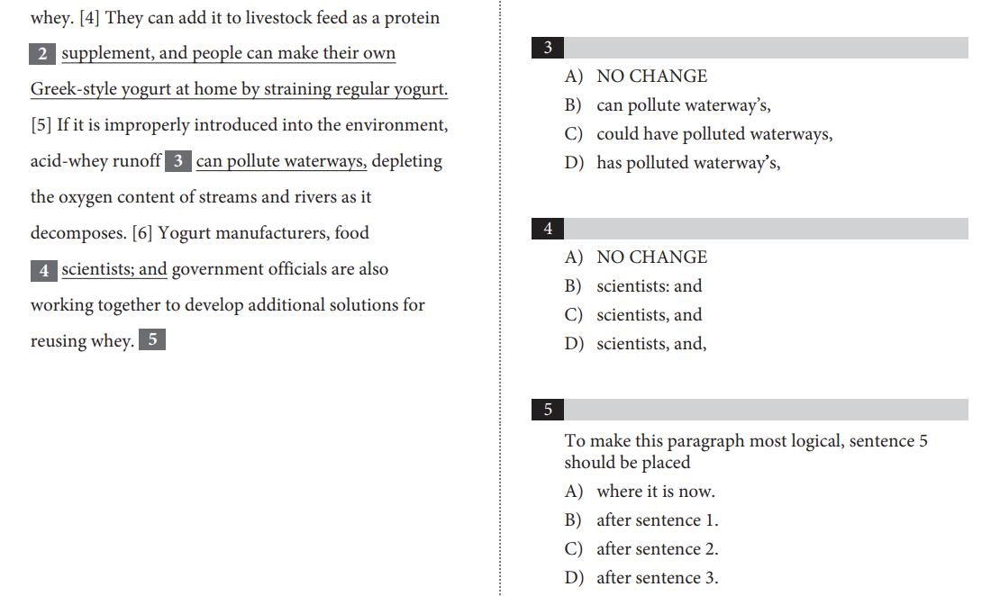 whey. [4] They can add it to livestock feed as a protein
2 supplement, and people can make their own
Greek-style yogurt at home by straining regular yogurt.
[5] If it is improperly introduced into the environment,
acid-whey runoff 3 can pollute waterways, depleting
the oxygen content of streams and rivers as it
decomposes. [6] Yogurt manufacturers, food
4 scientists; and government officials are also
working together to develop additional solutions for
reusing whey. 5
3
A) NO CHANGE
B) can pollute waterway’s,
C) could have polluted waterways,
D) has polluted waterway’s,
4
A) NO CHANGE
B) scientists: and
C) scientists, and
D) scientists, and,
5
To make this paragraph most logical, sentence 5
should be placed
A) where it is now.
B) after sentence 1.
C) after sentence 2.
D) after sentence 3.